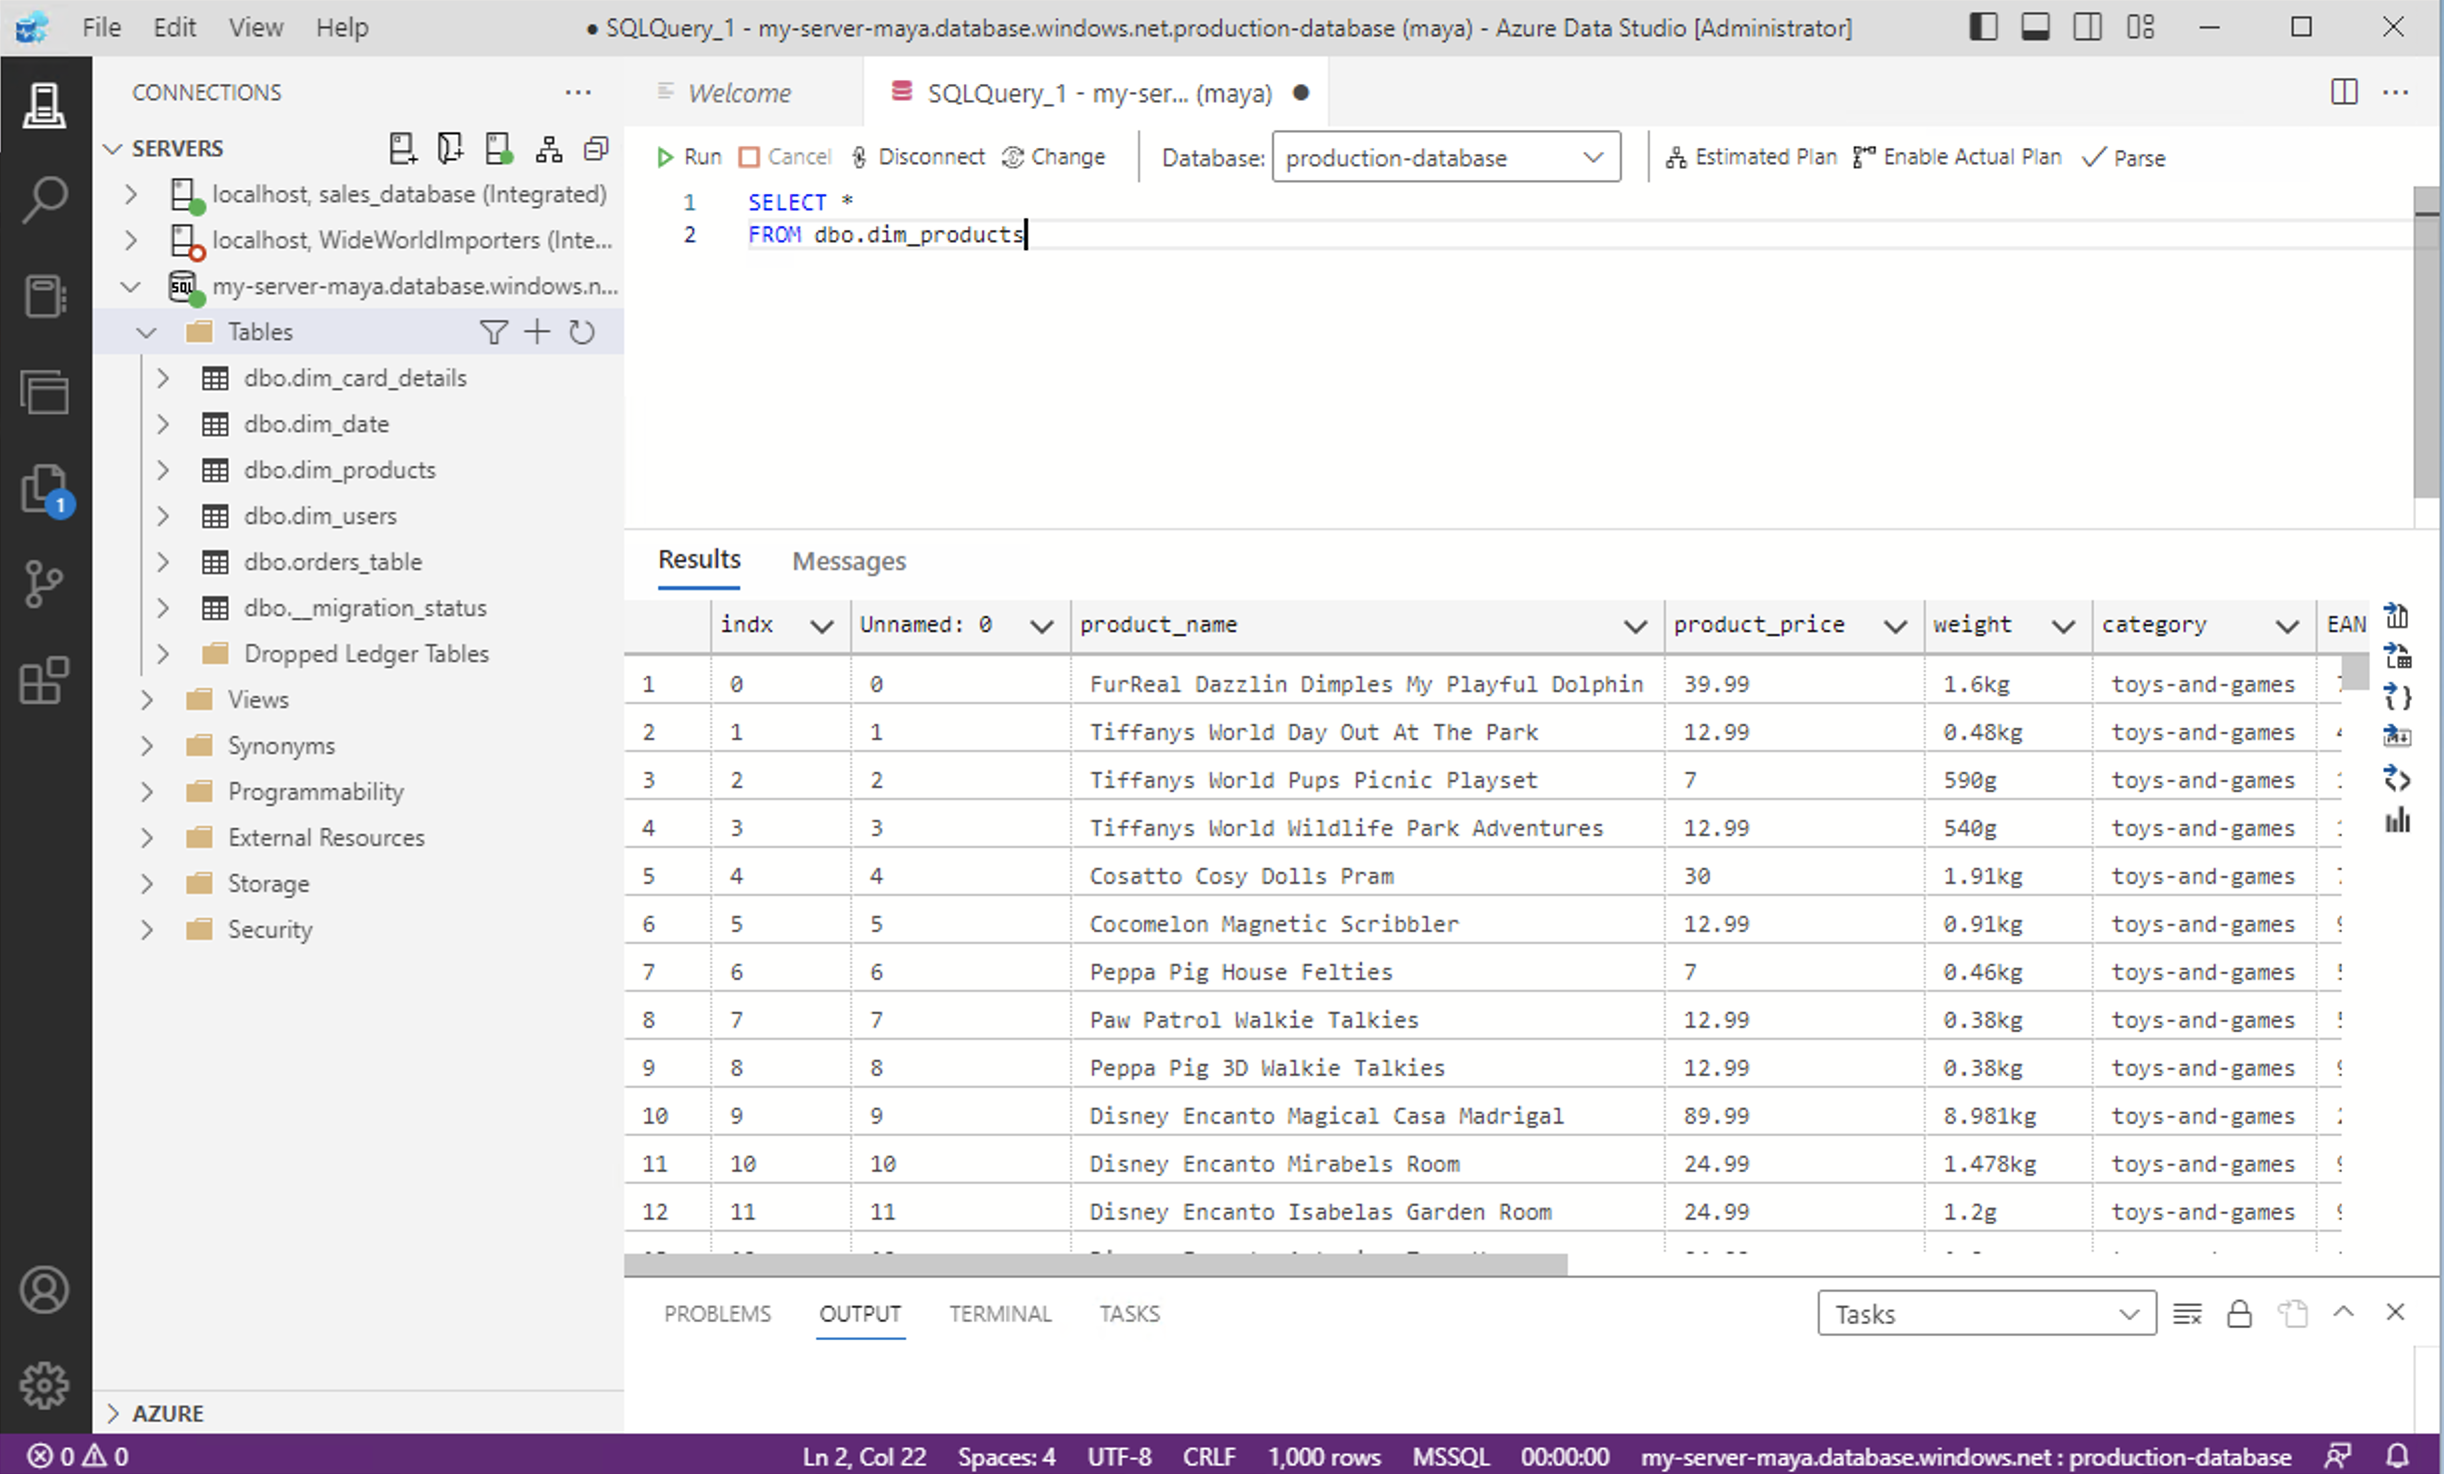 File Edit View Help ● SQLQuery_1 - my-server-maya.database.windows.net.production-database (maya) - Azure Data Studio [Administrator]
CONNECTIONS
SERVERS
localhost, sales_database (Integrated)
localhost, WideWorldImporters (Inte...
my-server-maya.database.windows.n...
Tables
dbo.dim_card_details
dbo.dim_date
dbo.dim_products
dbo.dim_users
dbo.orders_table
dbo.__migration_status
Dropped Ledger Tables
Views
Synonyms
Programmability
External Resources
Storage
Security
AZURE
1
Welcome SQLQuery_1 - my-ser... (maya) ●
Run Cancel Disconnect Change Database: production-database Estimated Plan Enable Actual Plan Parse
1 SELECT *
2 FROM dbo.dim_products
Results Messages
indx Unnamed: 0 product_name product_price weight category EAN
1 0 0 FurReal Dazzlin Dimples My Playful Dolphin 39.99 1.6kg toys-and-games
2 1 1 Tiffanys World Day Out At The Park 12.99 0.48kg toys-and-games
3 2 2 Tiffanys World Pups Picnic Playset 7 590g toys-and-games
4 3 3 Tiffanys World Wildlife Park Adventures 12.99 540g toys-and-games
5 4 4 Cosatto Cosy Dolls Pram 30 1.91kg toys-and-games
6 5 5 Cocomelon Magnetic Scribbler 12.99 0.91kg toys-and-games
7 6 6 Peppa Pig House Felties 7 0.46kg toys-and-games
8 7 7 Paw Patrol Walkie Talkies 12.99 0.38kg toys-and-games
9 8 8 Peppa Pig 3D Walkie Talkies 12.99 0.38kg toys-and-games
10 9 9 Disney Encanto Magical Casa Madrigal 89.99 8.981kg toys-and-games
11 10 10 Disney Encanto Mirabels Room 24.99 1.478kg toys-and-games
12 11 11 Disney Encanto Isabelas Garden Room 24.99 1.2g toys-and-games
PROBLEMS OUTPUT TERMINAL TASKS Tasks
0 0 Ln 2, Col 22 Spaces: 4 UTF-8 CRLF 1,000 rows MSSQL 00:00:00 my-server-maya.database.windows.net : production-database